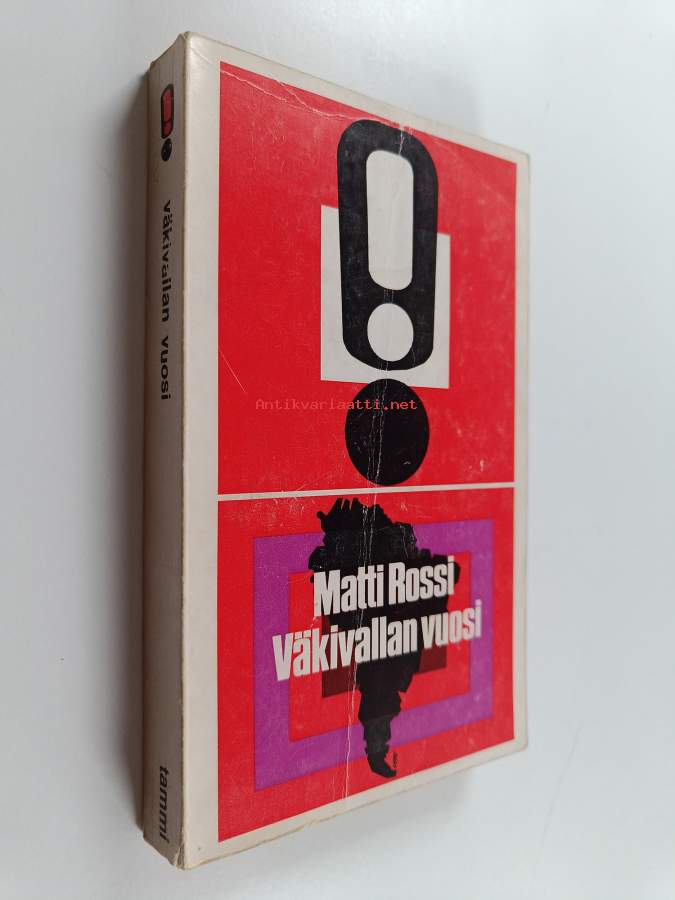 väkivallan vuosi
tammi
Antikvariaatti.net
Matti Rossi
Väkivallan vuosi